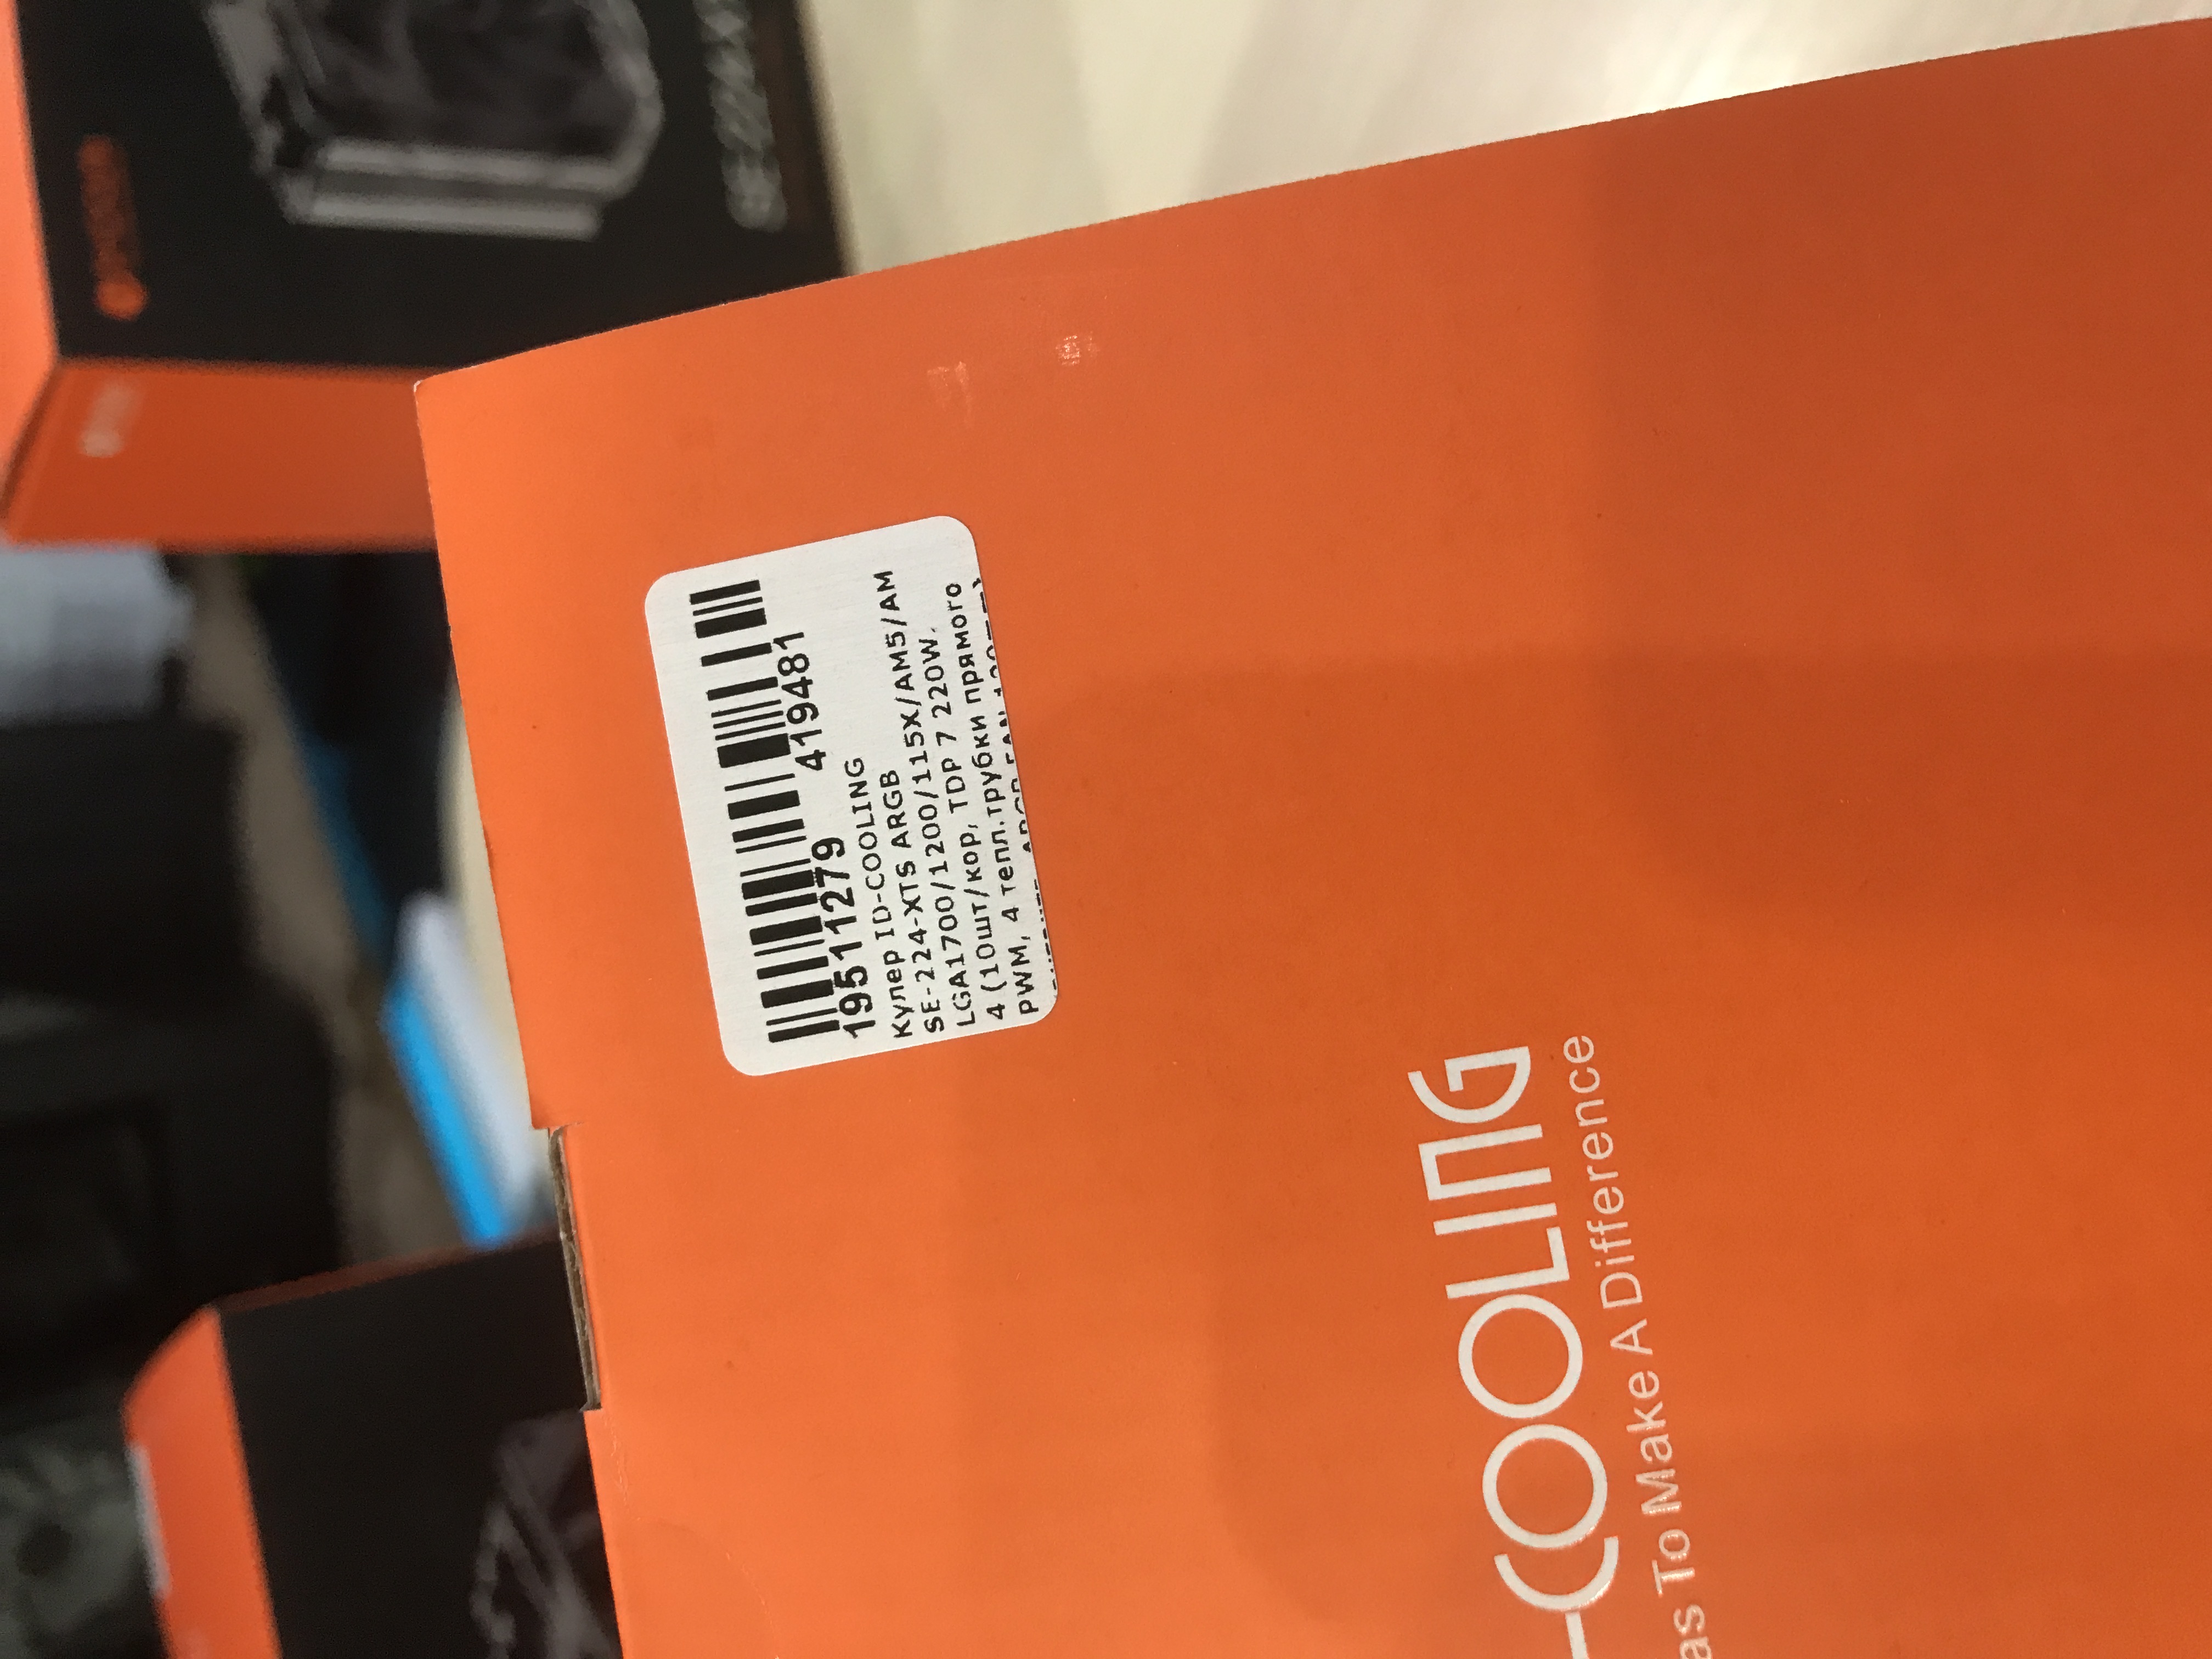 19511279 419481
Кулер ID-COOLING
SE-224-XTS ARGB
LGA1700/1200/115X/AM5/AM
4 (10шт/кор, TDP 7 220W,
PWM, 4 тепл.трубки прямого
COOLING
as To Make A Difference